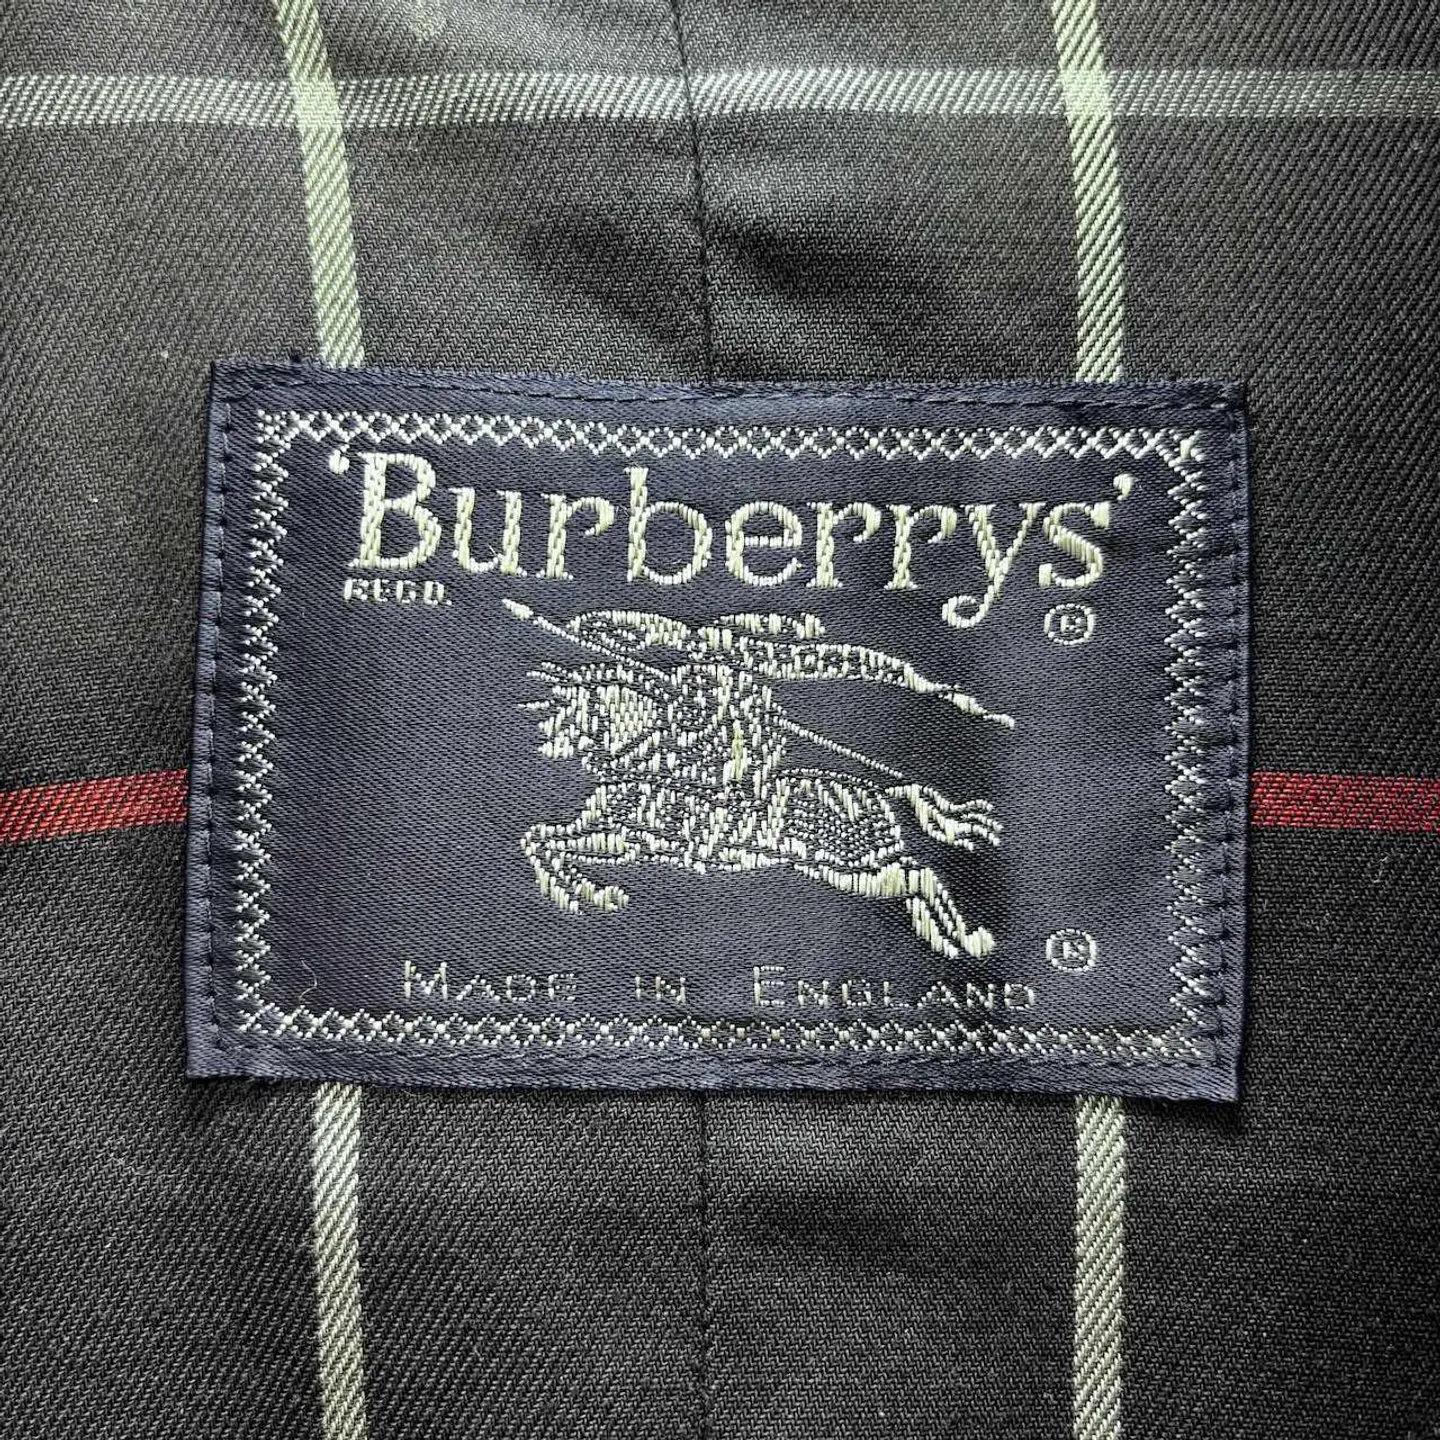 'Burberrys'
REGD.
®
®
MADE IN ENGLAND